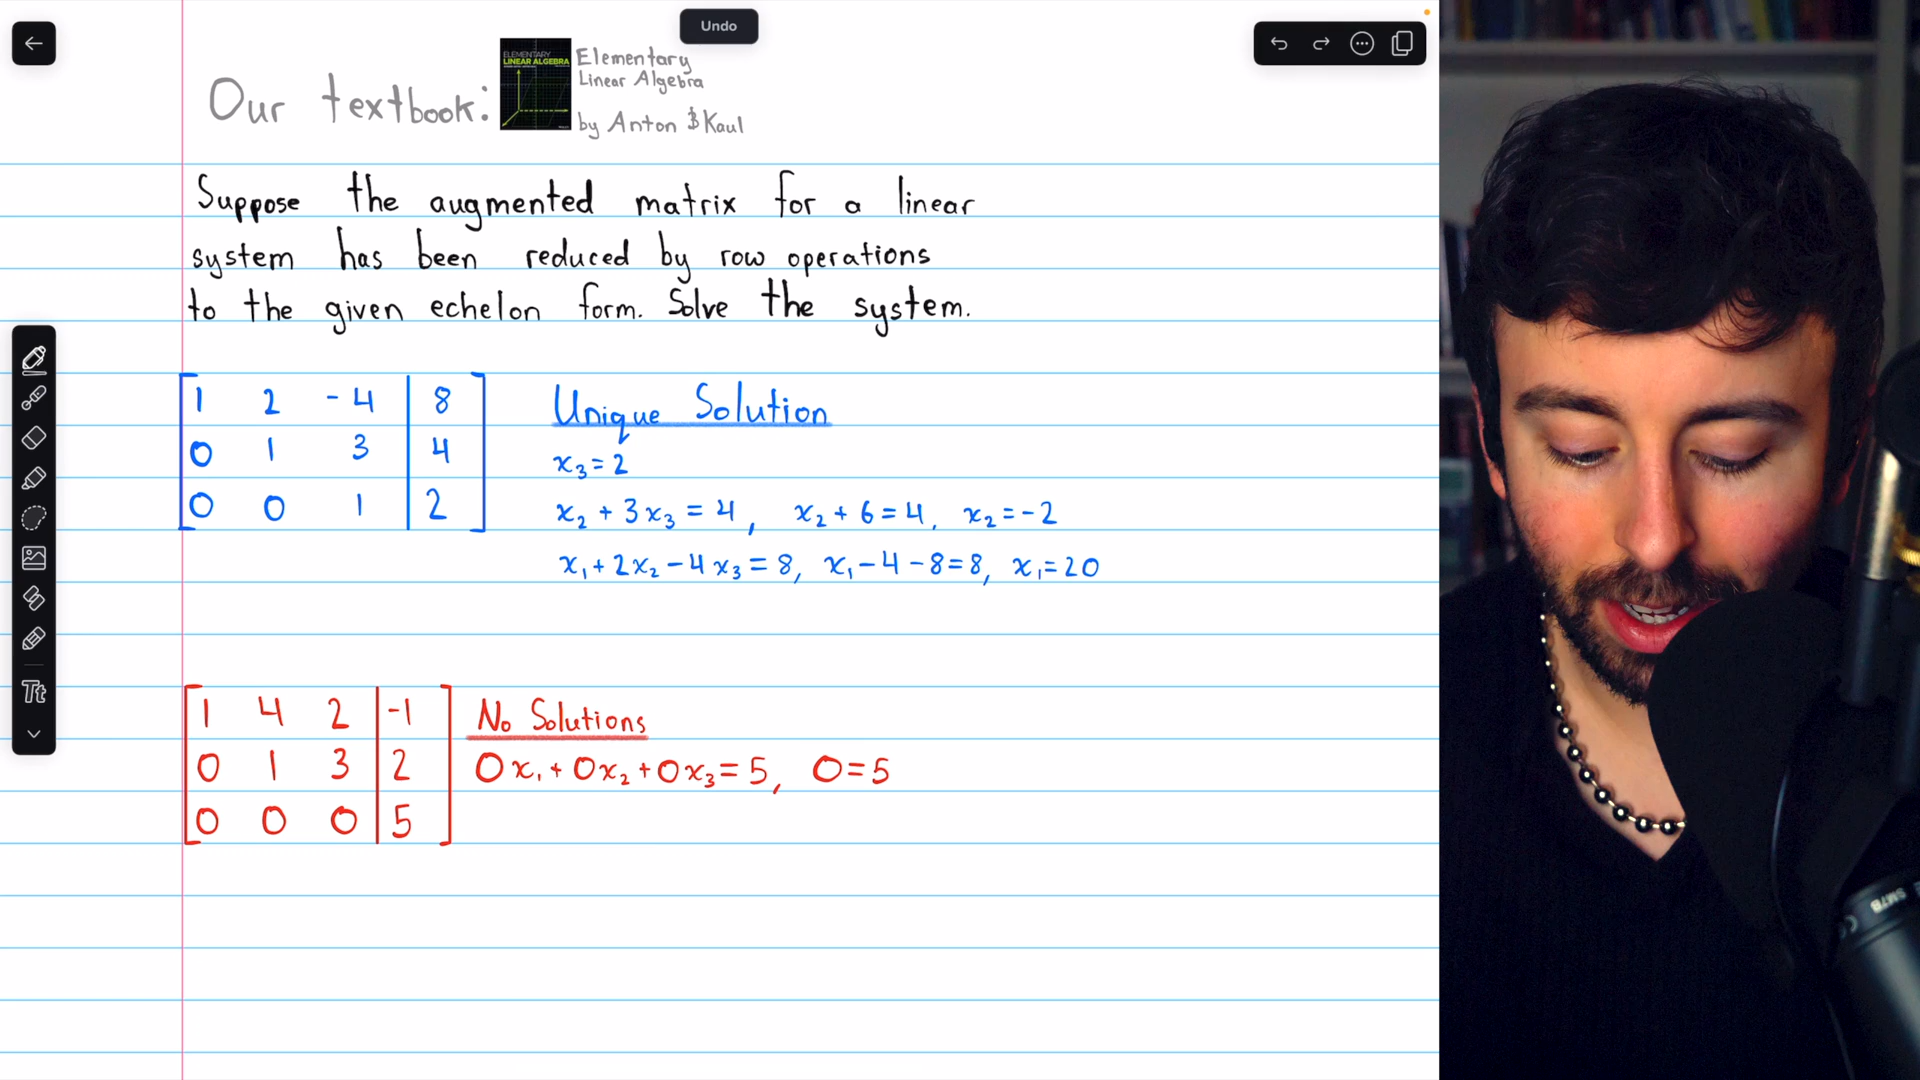 Undo
Our textbook:
ELEMENTARY
LINEAR ALGEBRA
Elementary
Linear Algebra
by Anton & Kaul
Suppose the augmented matrix for a linear
system has been reduced by row operations
to the given echelon form. Solve the system.
1 2 -4 | 8
0 1 3 | 4
0 0 1 | 2
Unique Solution
x₃ = 2
x₂ + 3x₃ = 4, x₂ + 6 = 4, x₂ = -2
x₁ + 2x₂ - 4x₃ = 8, x₁ - 4 - 8 = 8, x₁ = 20
1 4 2 | -1
0 1 3 | 2
0 0 0 | 5
No Solutions
0x₁ + 0x₂ + 0x₃ = 5, 0 = 5
Tt
SM7B